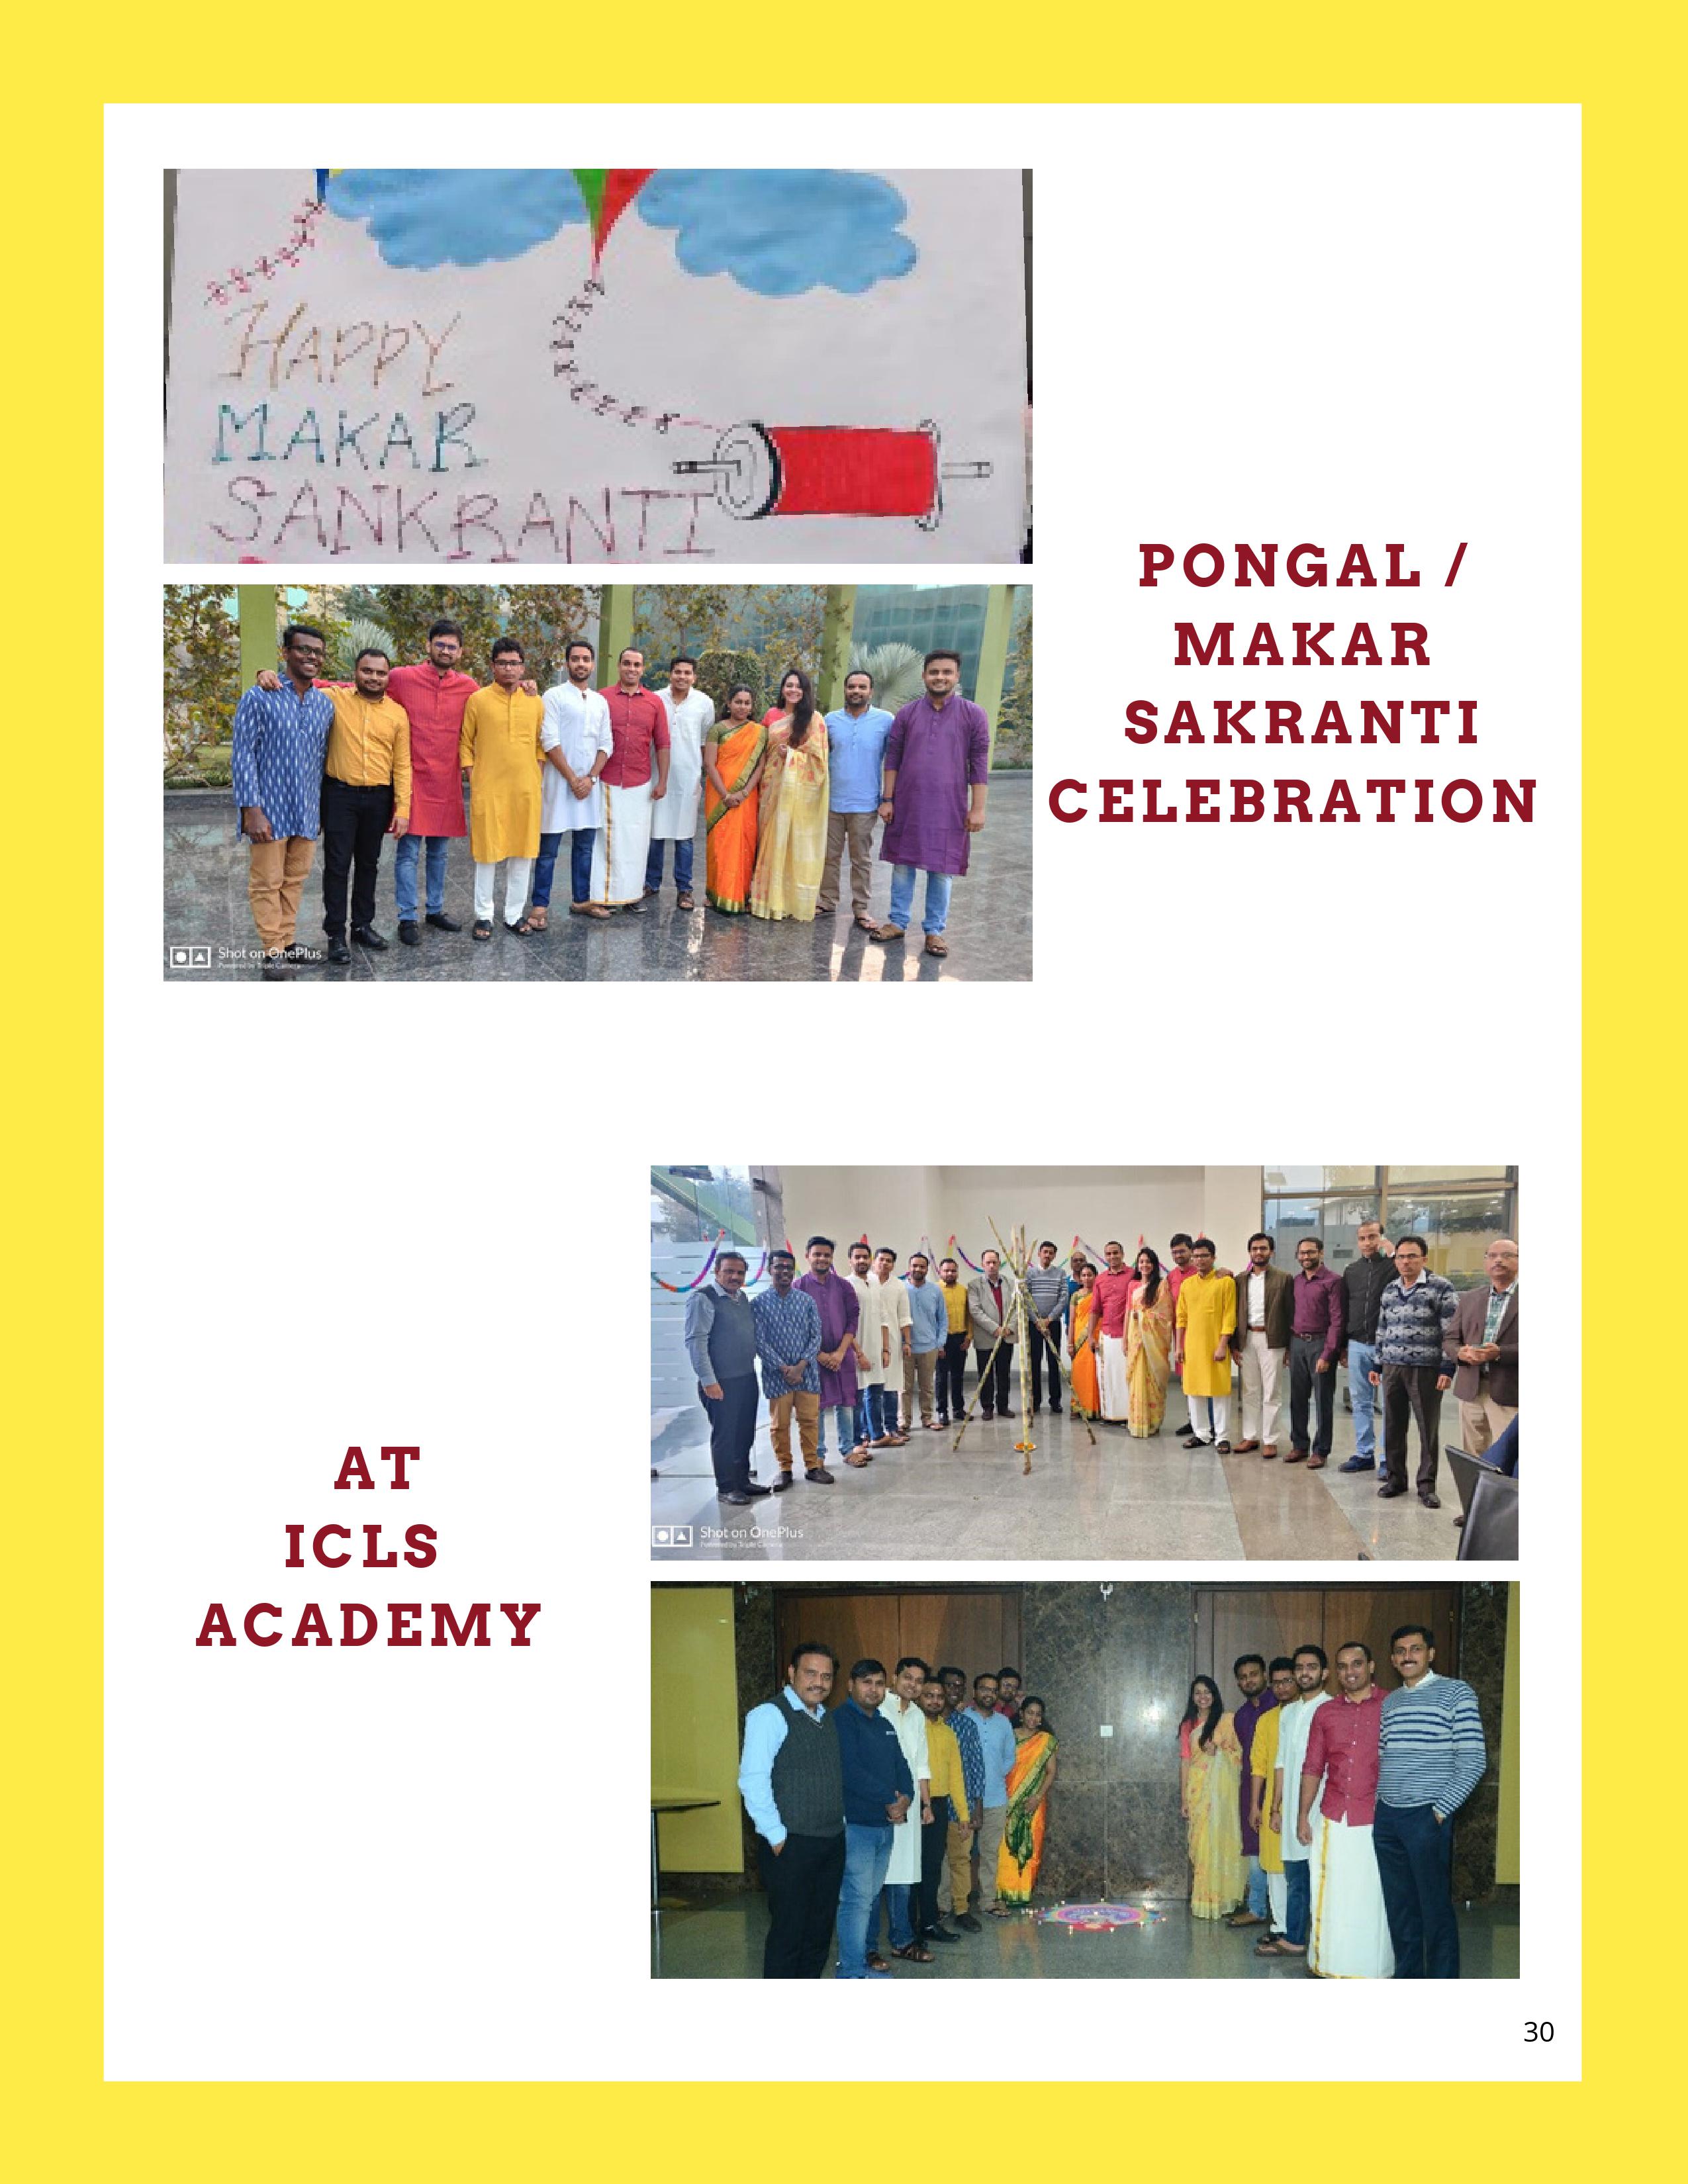 HAPPY
MAKAR
SANKRANTI
PONGAL /
MAKAR
SAKRANTI
CELEBRATION
Shot on OnePlus
Powered by Triple Camera
AT
ICLS
ACADEMY
Shot on OnePlus
Powered by Triple Camera
30